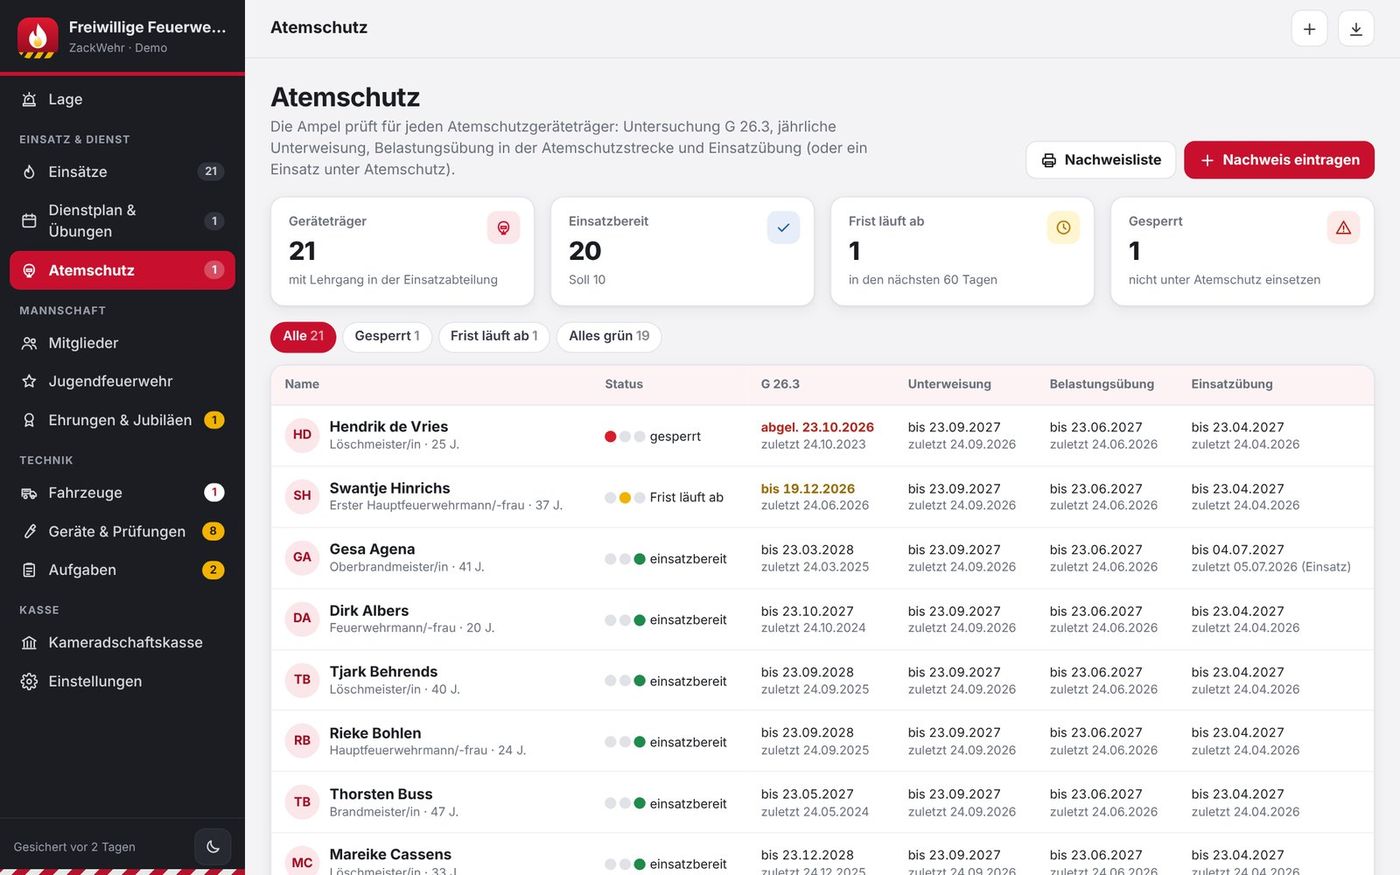 Freiwillige Feuerwe...
ZackWehr · Demo
Lage
EINSATZ & DIENST
Einsätze 21
Dienstplan &
Übungen 1
Atemschutz 1
MANNSCHAFT
Mitglieder
Jugendfeuerwehr
Ehrungen & Jubiläen 1
TECHNIK
Fahrzeuge 1
Geräte & Prüfungen 8
Aufgaben 2
KASSE
Kameradschaftskasse
Einstellungen
Gesichert vor 2 Tagen
Atemschutz
Atemschutz
Die Ampel prüft für jeden Atemschutzgeräteträger: Untersuchung G 26.3, jährliche
Unterweisung, Belastungsübung in der Atemschutzstrecke und Einsatzübung (oder ein
Einsatz unter Atemschutz).
Nachweisliste
Nachweis eintragen
Geräteträger
21
mit Lehrgang in der Einsatzabteilung
Einsatzbereit
20
Soll 10
Frist läuft ab
1
in den nächsten 60 Tagen
Gesperrt
1
nicht unter Atemschutz einsetzen
Alle 21 Gesperrt 1 Frist läuft ab 1 Alles grün 19
Name Status G 26.3 Unterweisung Belastungsübung Einsatzübung
HD Hendrik de Vries gesperrt abgel. 23.10.2026 bis 23.09.2027 bis 23.06.2027 bis 23.04.2027
Löschmeister/in · 25 J. zuletzt 24.10.2023 zuletzt 24.09.2026 zuletzt 24.06.2026 zuletzt 24.04.2026
SH Swantje Hinrichs Frist läuft ab bis 19.12.2026 bis 23.09.2027 bis 23.06.2027 bis 23.04.2027
Erster Hauptfeuerwehrmann/-frau · 37 J. zuletzt 24.06.2026 zuletzt 24.09.2026 zuletzt 24.06.2026 zuletzt 24.04.2026
GA Gesa Agena einsatzbereit bis 23.03.2028 bis 23.09.2027 bis 23.06.2027 bis 04.07.2027
Oberbrandmeister/in · 41 J. zuletzt 24.03.2025 zuletzt 24.09.2026 zuletzt 24.06.2026 zuletzt 05.07.2026 (Einsatz)
DA Dirk Albers einsatzbereit bis 23.10.2027 bis 23.09.2027 bis 23.06.2027 bis 23.04.2027
Feuerwehrmann/-frau · 20 J. zuletzt 24.10.2024 zuletzt 24.09.2026 zuletzt 24.06.2026 zuletzt 24.04.2026
TB Tjark Behrends einsatzbereit bis 23.09.2028 bis 23.09.2027 bis 23.06.2027 bis 23.04.2027
Löschmeister/in · 40 J. zuletzt 24.09.2025 zuletzt 24.09.2026 zuletzt 24.06.2026 zuletzt 24.04.2026
RB Rieke Bohlen einsatzbereit bis 23.09.2028 bis 23.09.2027 bis 23.06.2027 bis 23.04.2027
Hauptfeuerwehrmann/-frau · 24 J. zuletzt 24.09.2025 zuletzt 24.09.2026 zuletzt 24.06.2026 zuletzt 24.04.2026
TB Thorsten Buss einsatzbereit bis 23.05.2027 bis 23.09.2027 bis 23.06.2027 bis 23.04.2027
Brandmeister/in · 47 J. zuletzt 24.05.2024 zuletzt 24.09.2026 zuletzt 24.06.2026 zuletzt 24.04.2026
MC Mareike Cassens einsatzbereit bis 23.12.2028 bis 23.09.2027 bis 23.06.2027 bis 23.04.2027
Löschmeister/in · 33 J. zuletzt 24.12.2025 zuletzt 24.09.2026 zuletzt 24.06.2026 zuletzt 24.04.2026